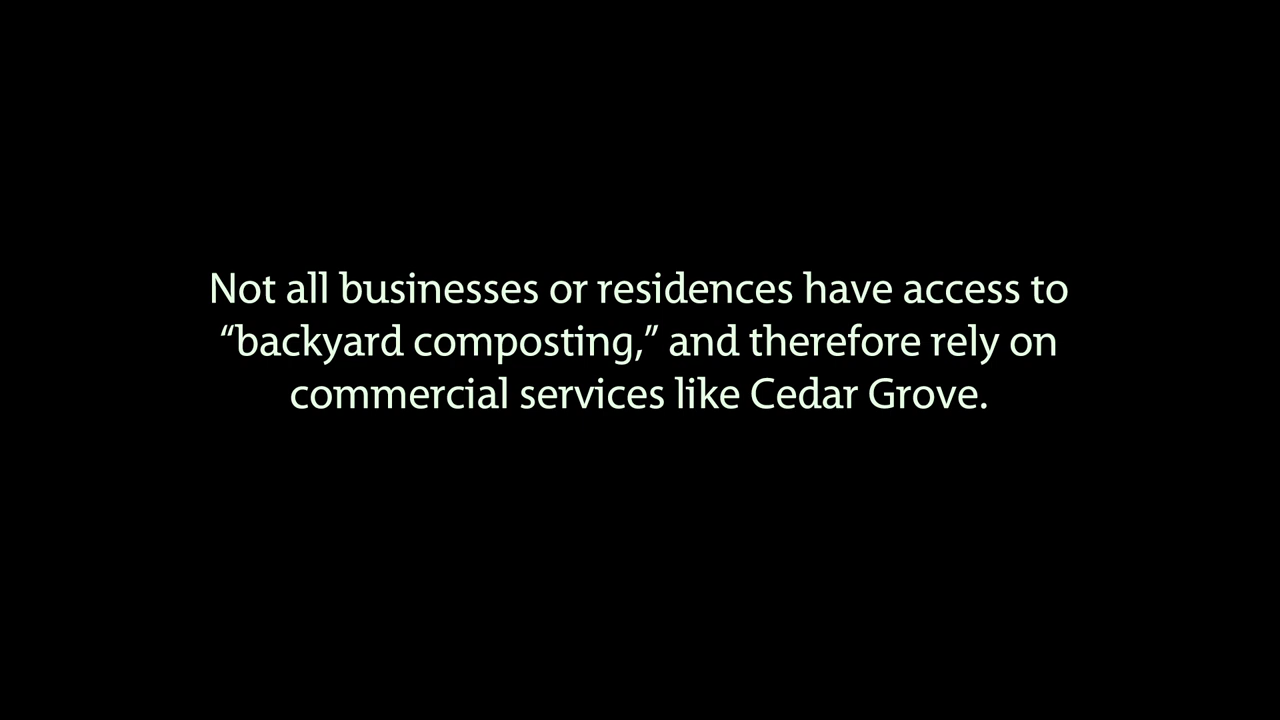 Not all businesses or residences have access to
“backyard composting,” and therefore rely on
commercial services like Cedar Grove.